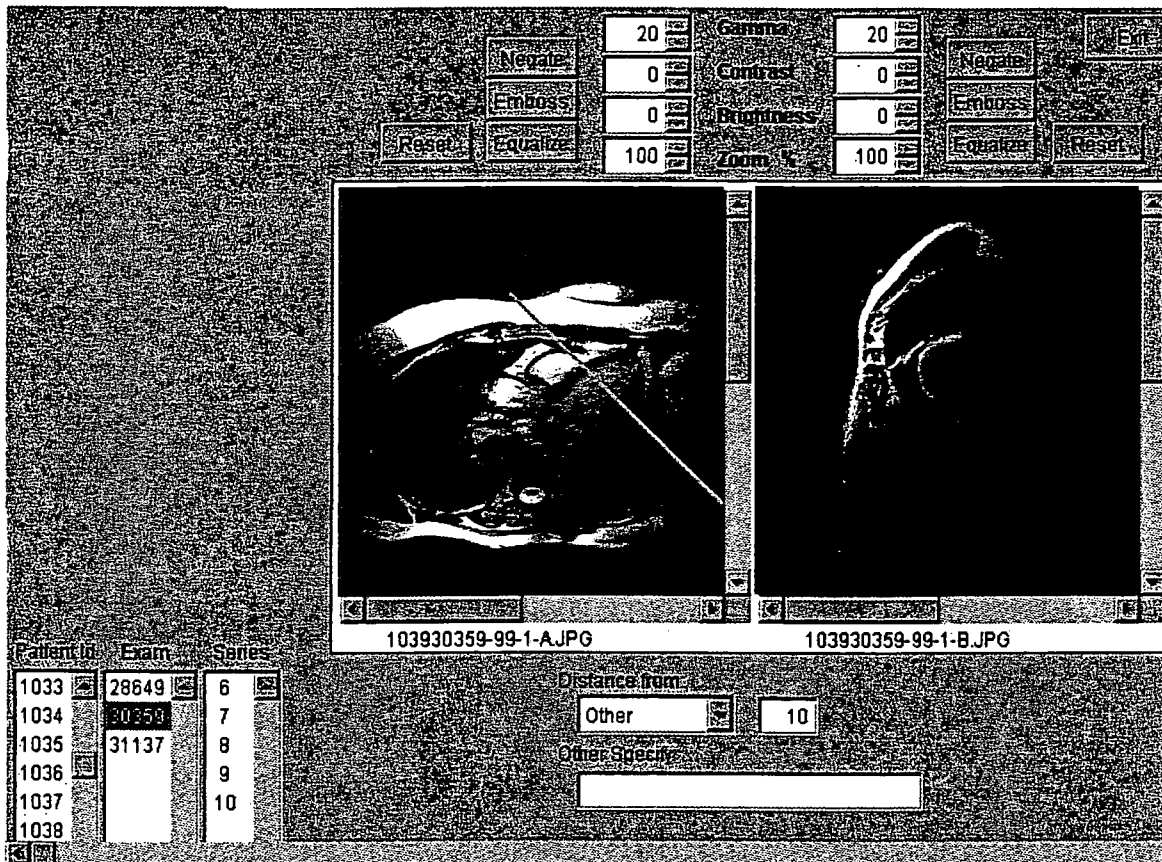 20 Gamma 20 Exit
Negate Negate
0 Contrast 0
Emboss Emboss
0 Brightness 0
Reset Equalize Equalize Reset
100 Zoom % 100
103930359-99-1-A.JPG 103930359-99-1-B.JPG
Patient Id Exam Series
Distance from
1033 28649 6
Other 10
1034 30359 7
1035 31137 8
Other Specify
1036 9
1037 10
1038